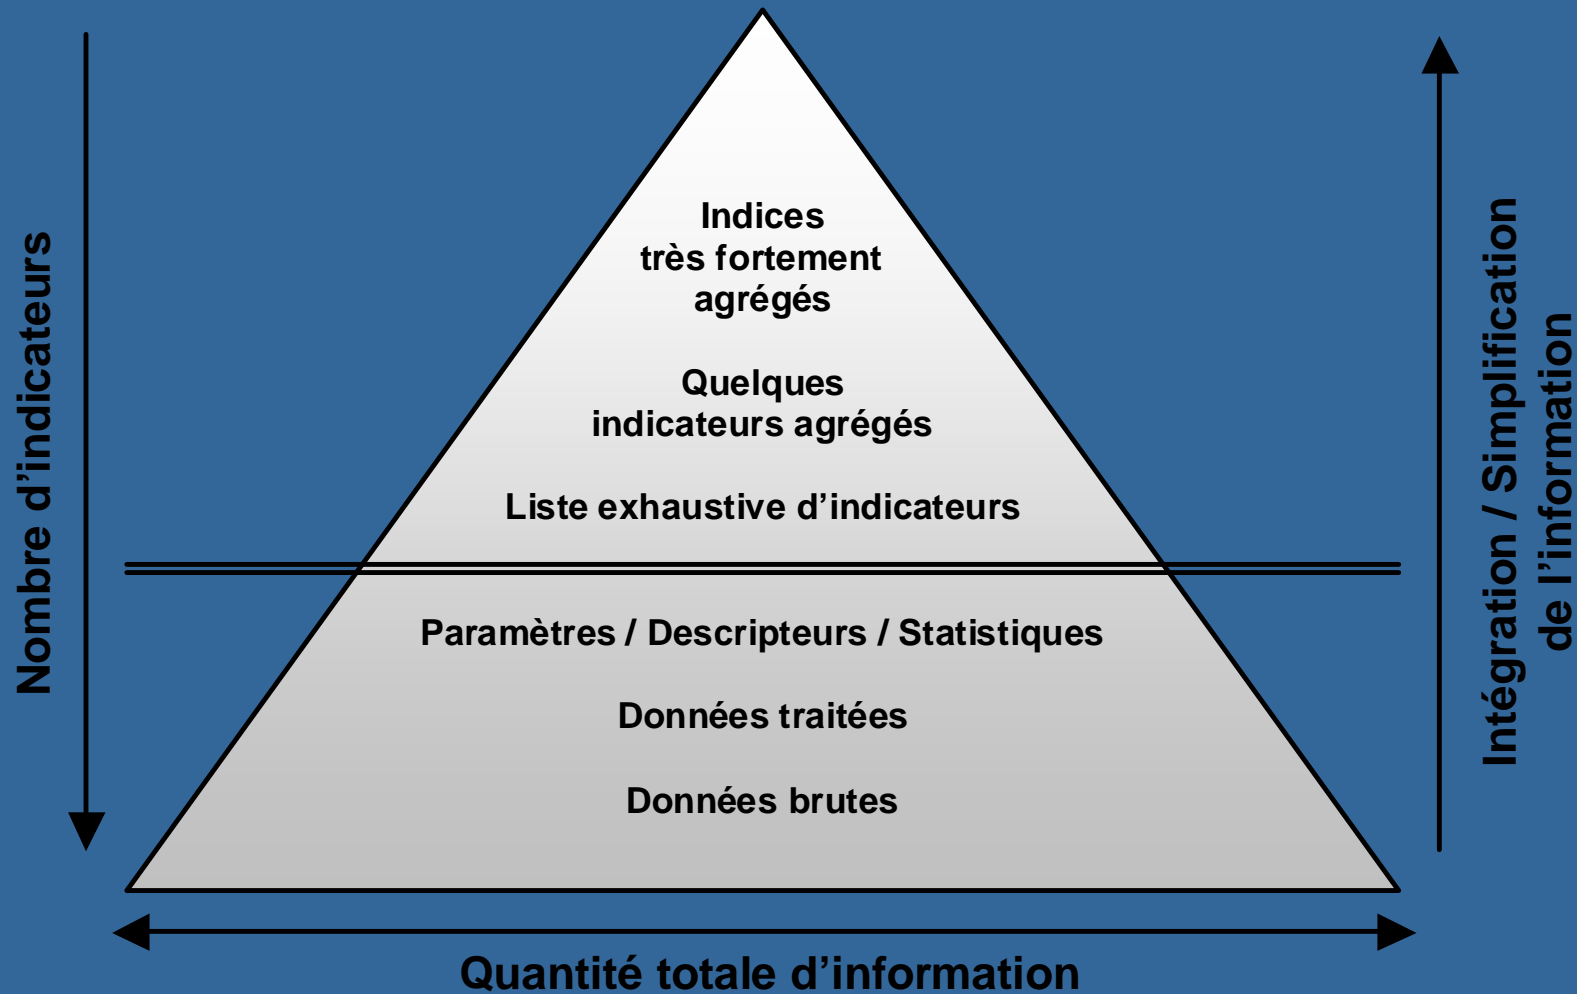 Nombre d’indicateurs
Indices
très fortement
agrégés
Quelques
indicateurs agrégés
Liste exhaustive d’indicateurs
Paramètres / Descripteurs / Statistiques
Données traitées
Données brutes
Intégration / Simplification
de l’information
Quantité totale d’information